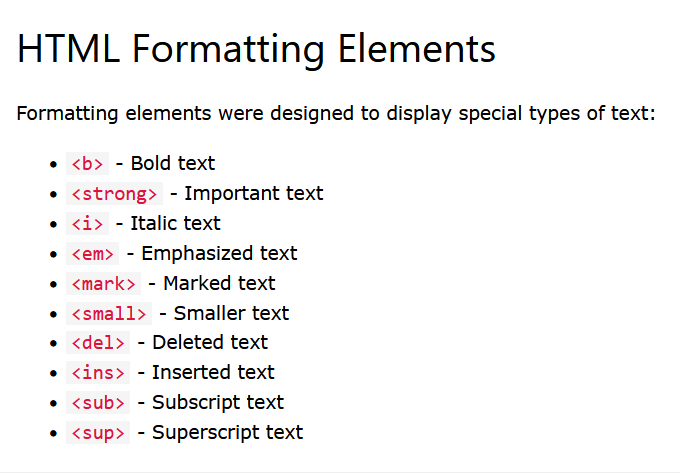 HTML Formatting Elements
Formatting elements were designed to display special types of text:
• <b> - Bold text
• <strong> - Important text
• <i> - Italic text
• <em> - Emphasized text
• <mark> - Marked text
• <small> - Smaller text
• <del> - Deleted text
• <ins> - Inserted text
• <sub> - Subscript text
• <sup> - Superscript text